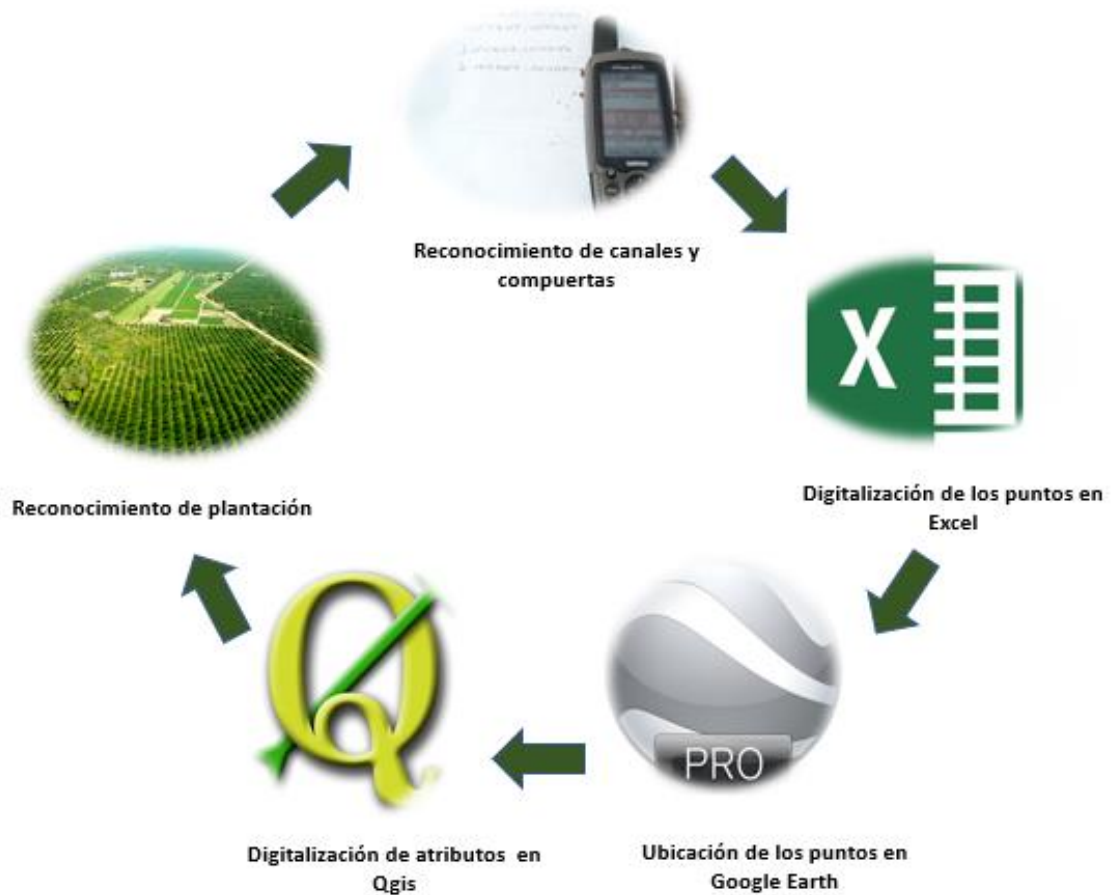 Reconocimiento de canales y
compuertas
X
Digitalización de los puntos en
Excel
Reconocimiento de plantación
PRO
Digitalización de atributos en
Qgis
Ubicación de los puntos en
Google Earth